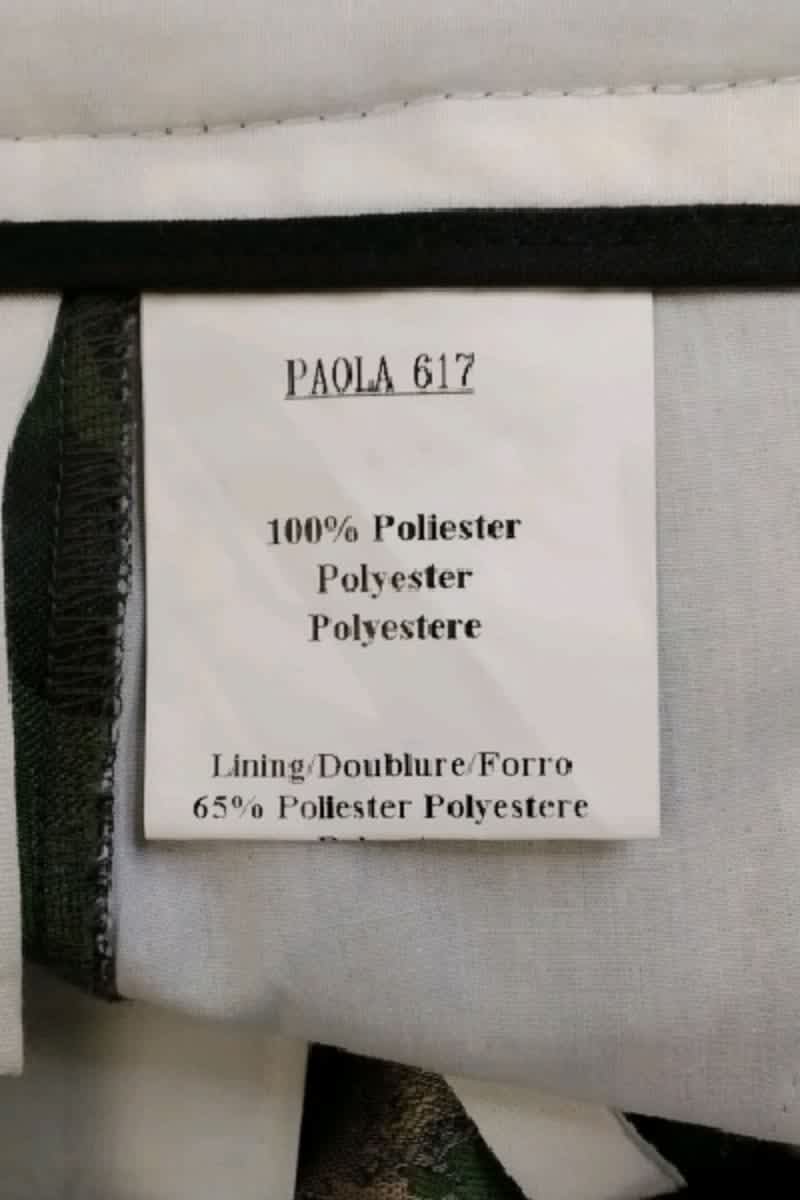 PAOLA 617
100% Poliester
Polyester
Polyestere
Lining/Doublure/Forro
65% Poliester Polyestere